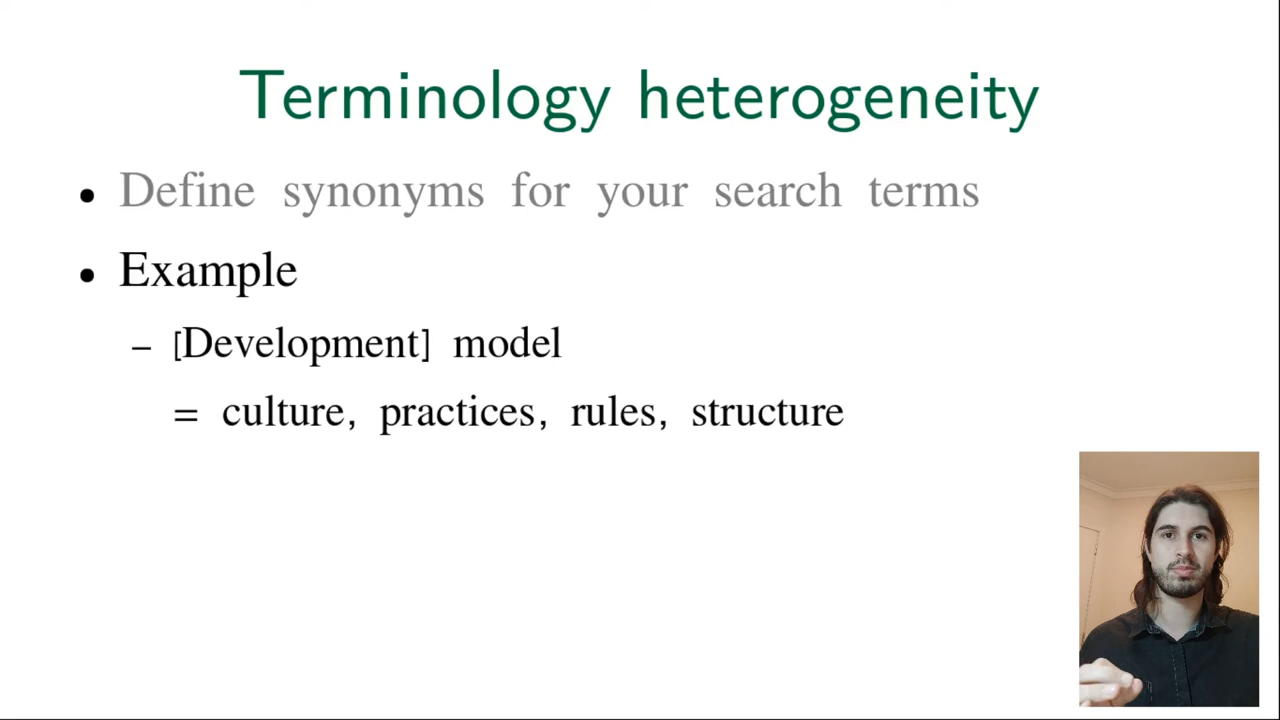 Terminology heterogeneity
• Define synonyms for your search terms
• Example
– [Development] model
= culture, practices, rules, structure